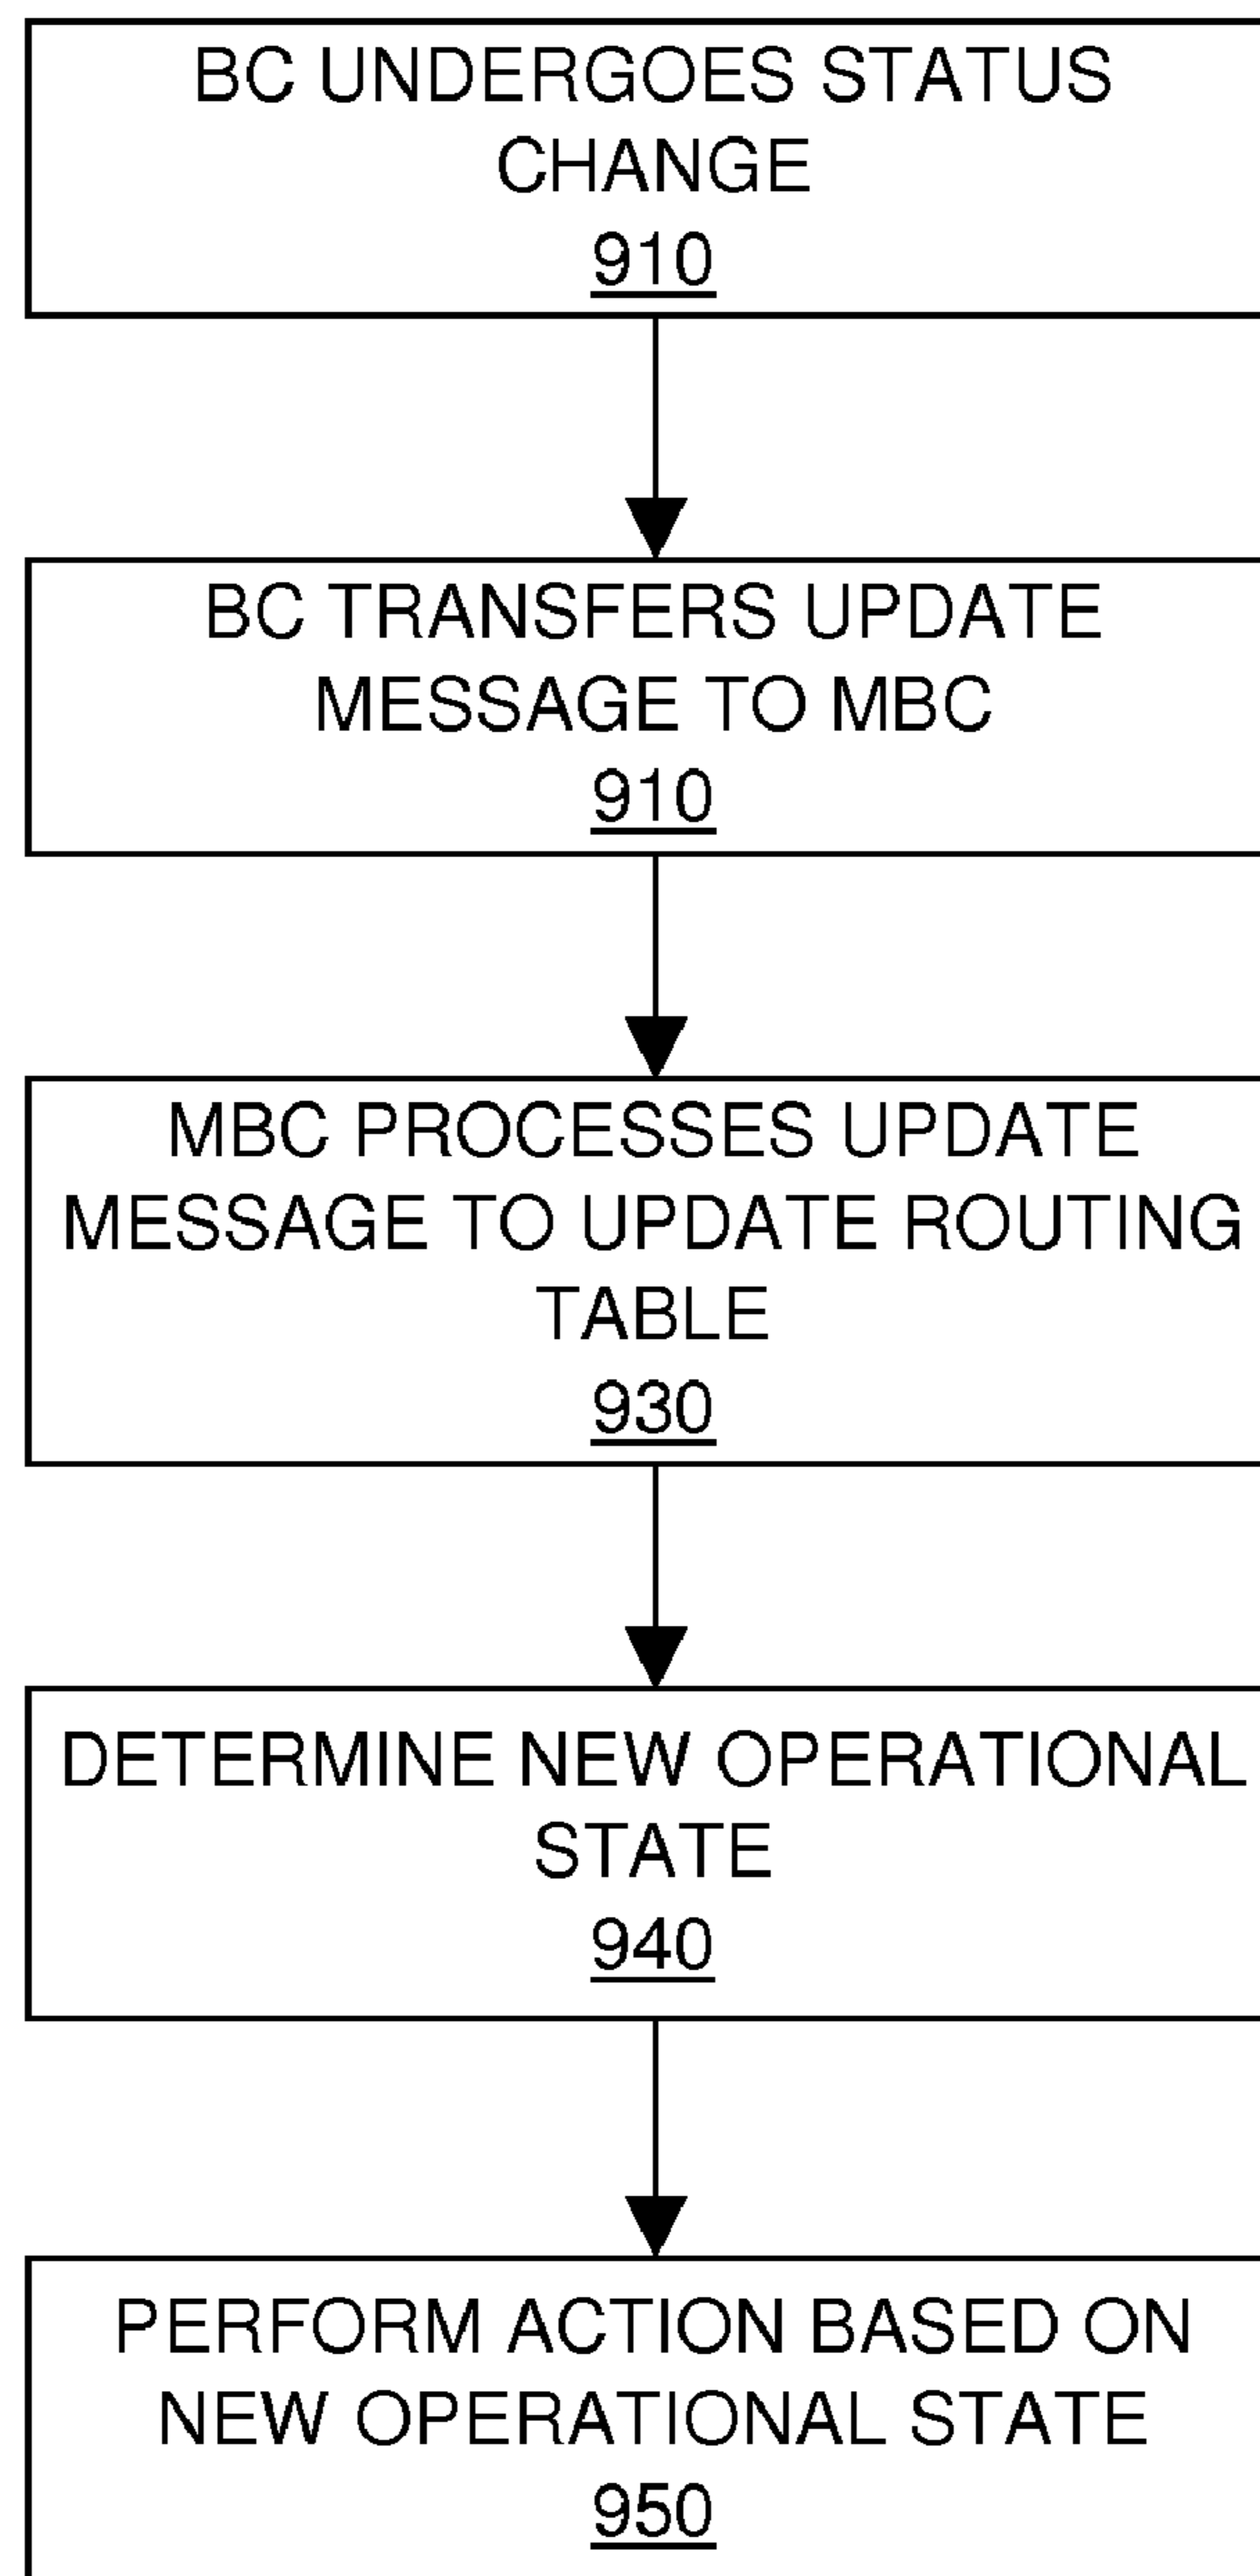 BC UNDERGOES STATUS
CHANGE
910
BC TRANSFERS UPDATE
MESSAGE TO MBC
910
MBC PROCESSES UPDATE
MESSAGE TO UPDATE ROUTING
TABLE
930
DETERMINE NEW OPERATIONAL
STATE
940
PERFORM ACTION BASED ON
NEW OPERATIONAL STATE
950